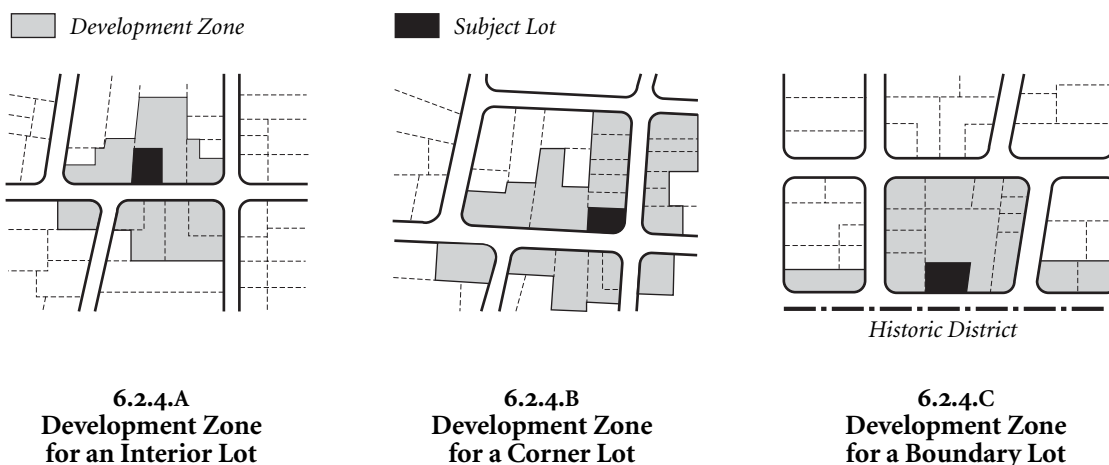 Development Zone
Subject Lot
Historic District
6.2.4.A
Development Zone
for an Interior Lot
6.2.4.B
Development Zone
for a Corner Lot
6.2.4.C
Development Zone
for a Boundary Lot